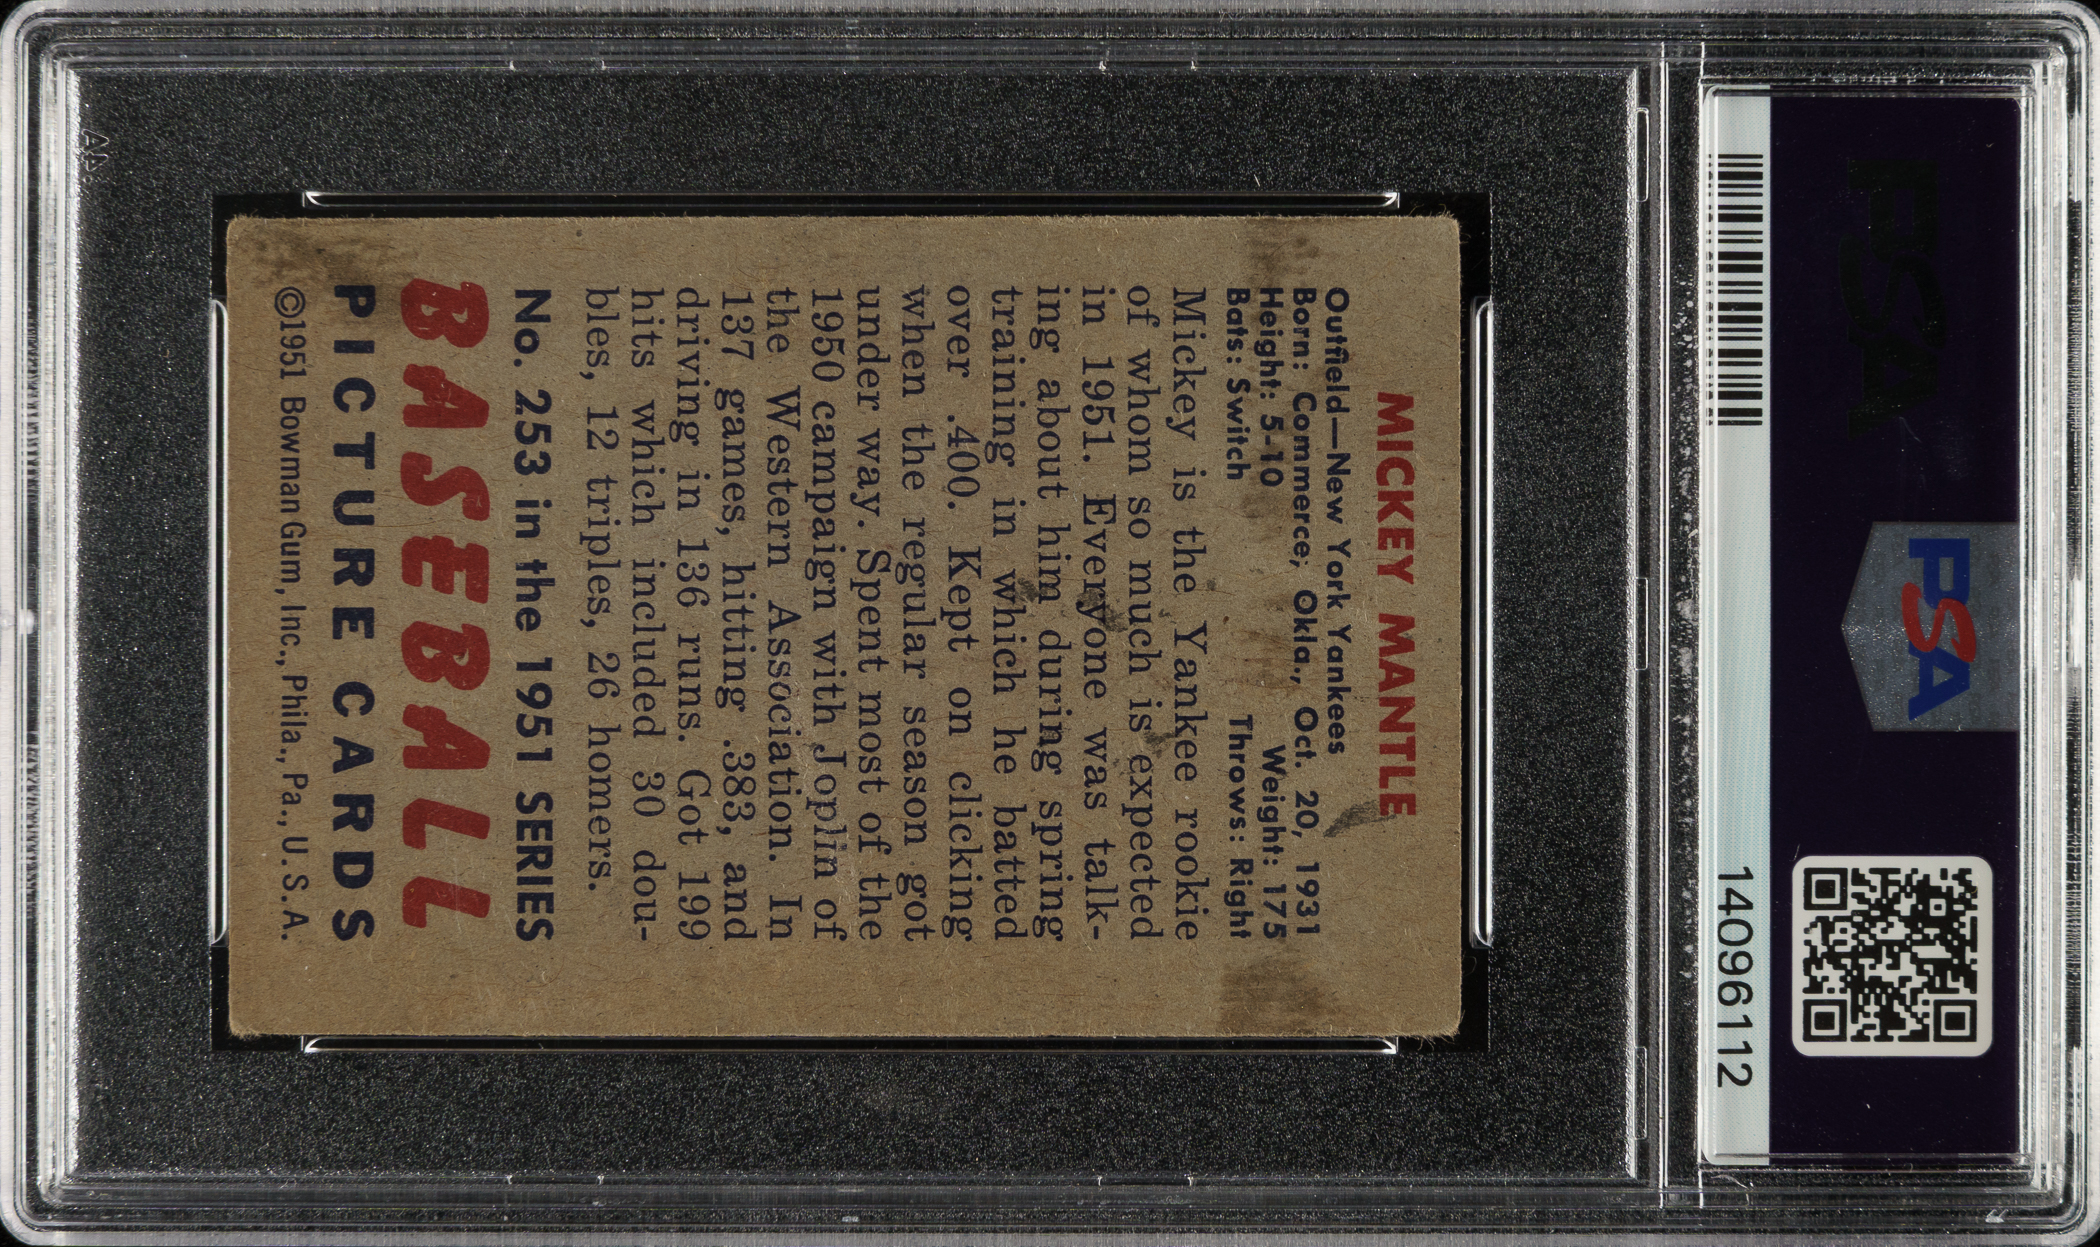 MICKEY MANTLE
Outfield—New York Yankees
Born: Commerce, Okla., Oct. 20, 1931
Height: 5-10 Weight: 175
Bats: Switch Throws: Right
Mickey is the Yankee rookie
of whom so much is expected
in 1951. Everyone was talk-
ing about him during spring
training in which he batted
over .400. Kept on clicking
when the regular season got
under way. Spent most of the
1950 campaign with Joplin of
the Western Association. In
137 games, hitting .383, and
driving in 136 runs. Got 199
hits which included 30 dou-
bles, 12 triples, 26 homers.
No. 253 in the 1951 SERIES
BASEBALL
PICTURE CARDS
©1951 Bowman Gum, Inc., Phila., Pa., U.S.A.
PSA
PSA
14096112